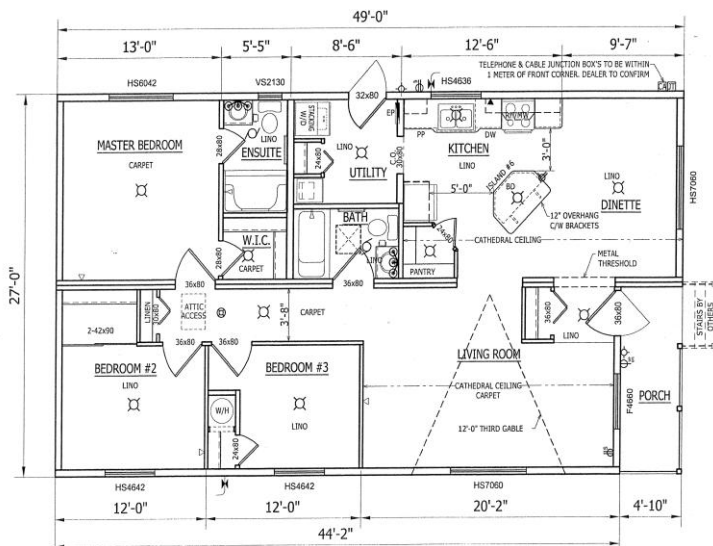 49'-0"
13'-0"
5'-5"
8'-6"
12'-6"
9'-7"
TELEPHONE & CABLE JUNCTION BOX'S TO BE WITHIN
1 METER OF FRONT CORNER. DEALER TO CONFIRM
HS6042
VS2130
HS4636
32x80
EP
STACKING
W/D
PP
DW
MASTER BEDROOM
CARPET
28x80
LINO
ENSUITE
24x80
LINO
UTILITY
C.O.
30x80
KITCHEN
LINO
3'-0"
ISLAND #6
5'-0"
BD
LINO
DINETTE
HS7060
12" OVERHANG
C/W BRACKETS
27'-0"
28x80
W.I.C.
CARPET
BATH
LINO
24x80
PANTRY
CATHEDRAL CEILING
METAL
THRESHOLD
36x80
36x80
2-42x90
LINEN
ATTIC
ACCESS
3'-8"
CARPET
36x80
36x80
36x80
LINO
36x80
STAIRS BY
OTHERS
BEDROOM #2
LINO
BEDROOM #3
LINO
W/H
24x80
LIVING ROOM
CATHEDRAL CEILING
CARPET
12'-0" THIRD GABLE
F4660
PORCH
HS4642
HS4642
HS7060
12'-0"
12'-0"
20'-2"
4'-10"
44'-2"